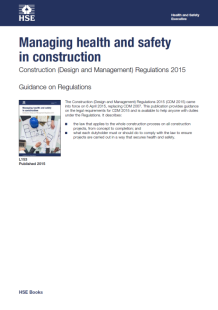 HSE
Health and Safety
Executive
Managing health and safety
in construction
Construction (Design and Management) Regulations 2015
Guidance on Regulations
The Construction (Design and Management) Regulations 2015 (CDM 2015) came
into force on 6 April 2015, replacing CDM 2007. This publication provides guidance
on the legal requirements for CDM 2015 and is available to help anyone with duties
under the Regulations. It describes:
■ the law that applies to the whole construction process on all construction
projects, from concept to completion; and
■ what each dutyholder must or should do to comply with the law to ensure
projects are carried out in a way that secures health and safety.
L153
Published 2015
HSE Books